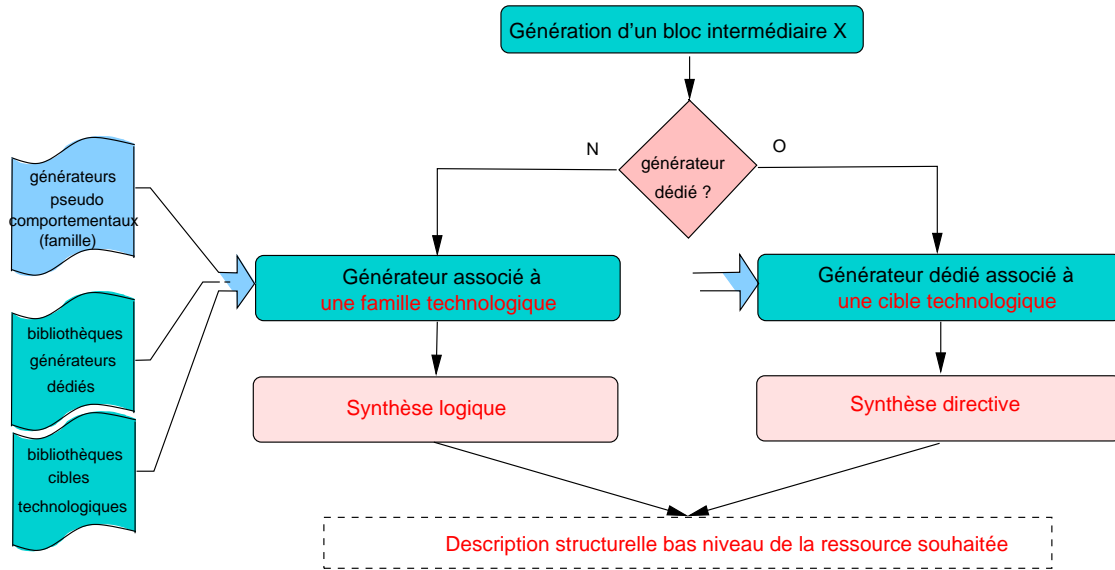 Génération d'un bloc intermédiaire X
N
O
générateur
dédié ?
générateurs
pseudo
comportementaux
(famille)
Générateur associé à
une famille technologique
Générateur dédié associé à
une cible technologique
bibliothèques
générateurs
dédiés
Synthèse logique
Synthèse directive
bibliothèques
cibles
technologiques
Description structurelle bas niveau de la ressource souhaitée